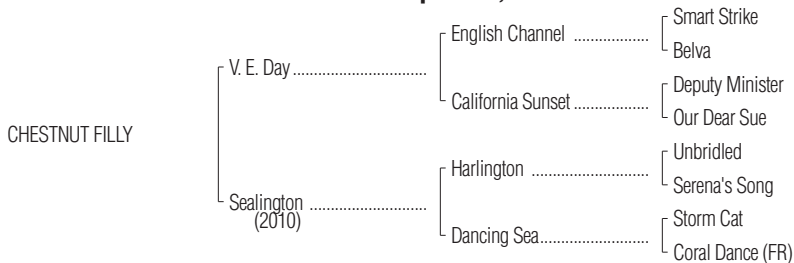 English Channel ..................
Smart Strike
Belva
V. E. Day ...............................
California Sunset .................
Deputy Minister
Our Dear Sue
CHESTNUT FILLY
Harlington ..........................
Unbridled
Serena's Song
Sealington ...........................
(2010)
Dancing Sea.........................
Storm Cat
Coral Dance (FR)